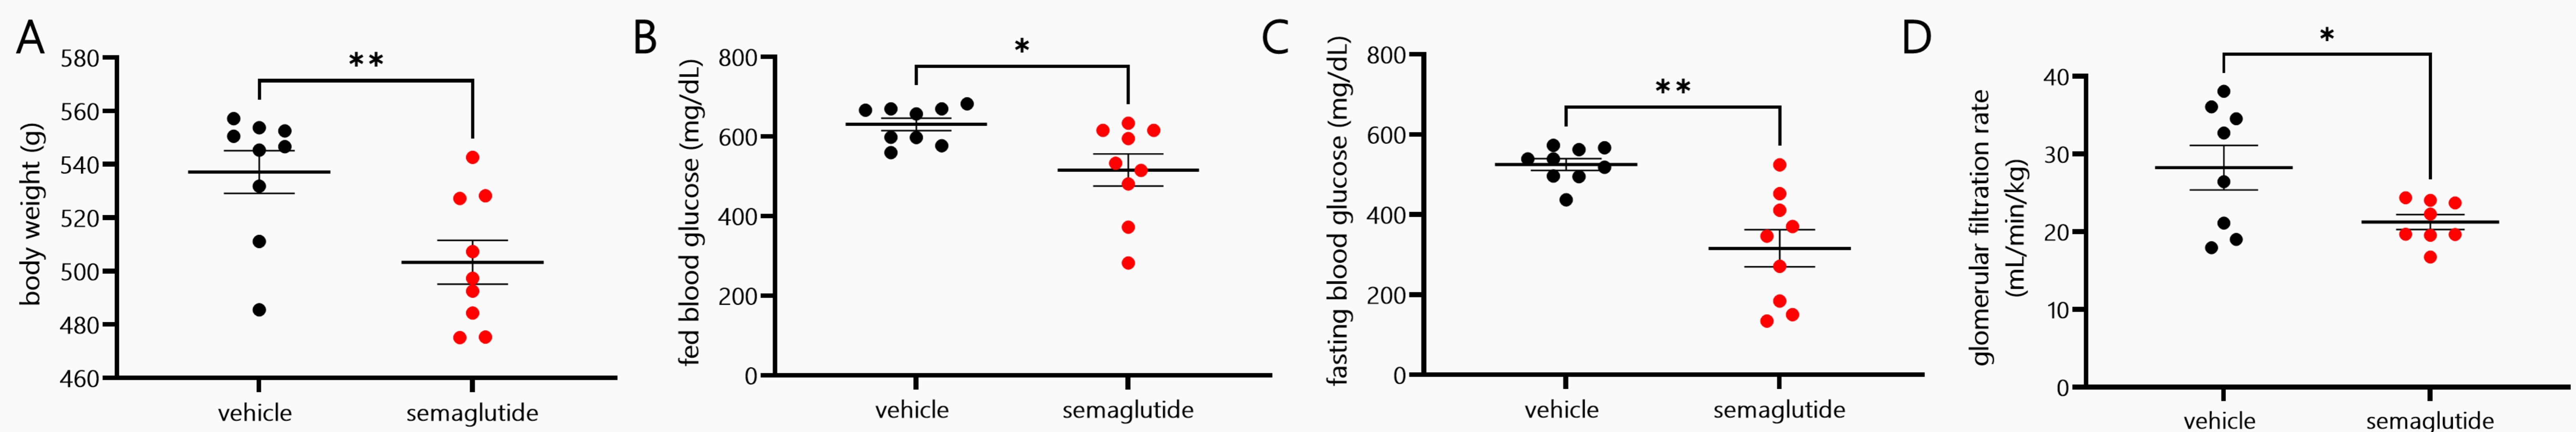 A
body weight (g)
580
560
540
520
500
480
460
**
vehicle
semaglutide
B
fed blood glucose (mg/dL)
800
600
400
200
0
*
vehicle
semaglutide
C
fasting blood glucose (mg/dL)
800
600
400
200
0
**
vehicle
semaglutide
D
glomerular filtration rate
(mL/min/kg)
40
30
20
10
0
*
vehicle
semaglutide